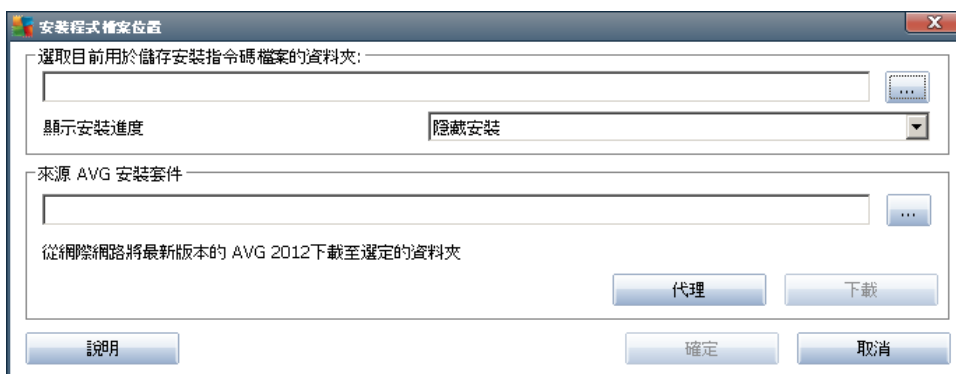 安裝程式檔案位置
選取目前用於儲存安裝指令碼檔案的資料夾:
...
顯示安裝進度 隱藏安裝
來源 AVG 安裝套件
...
從網際網路將最新版本的 AVG 2012下載至選定的資料夾
代理 下載
說明 確定 取消